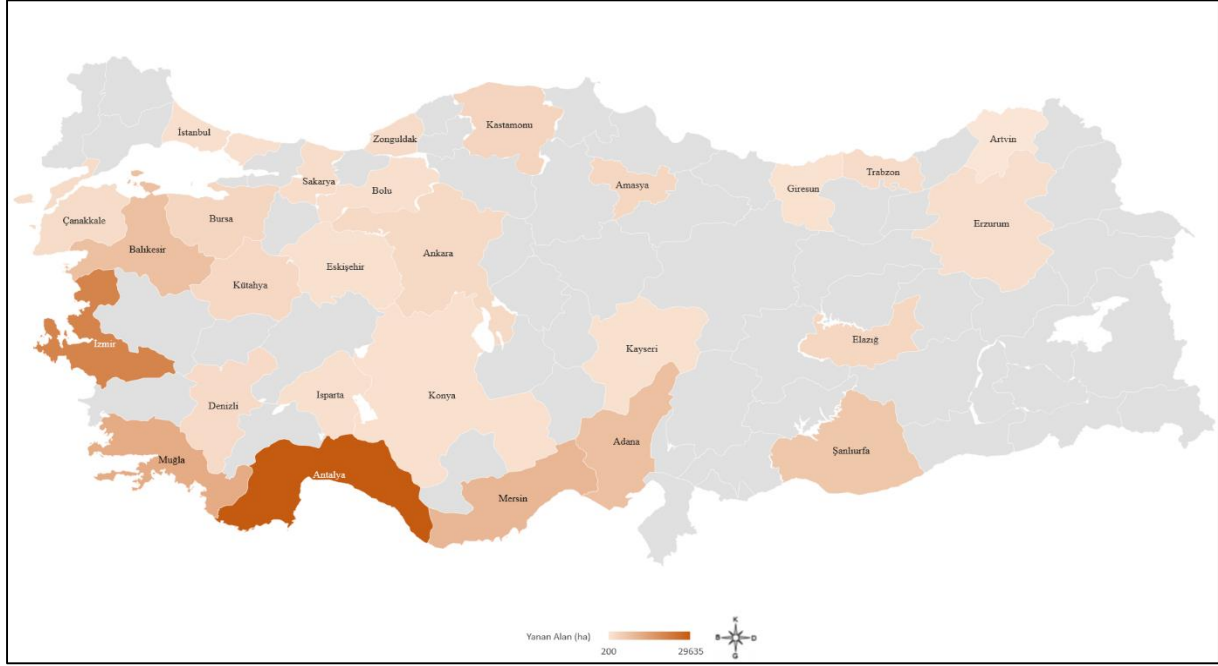 İstanbul
Zonguldak
Kastamonu
Artvin
Sakarya
Bolu
Amasya
Giresun
Trabzon
Çanakkale
Bursa
Erzurum
Balıkesir
Ankara
Eskişehir
Kütahya
İzmir
Kayseri
Elazığ
Denizli
Isparta
Konya
Adana
Şanlıurfa
Muğla
Antalya
Mersin
Yanan Alan (ha)
200 29635
K
B D
G